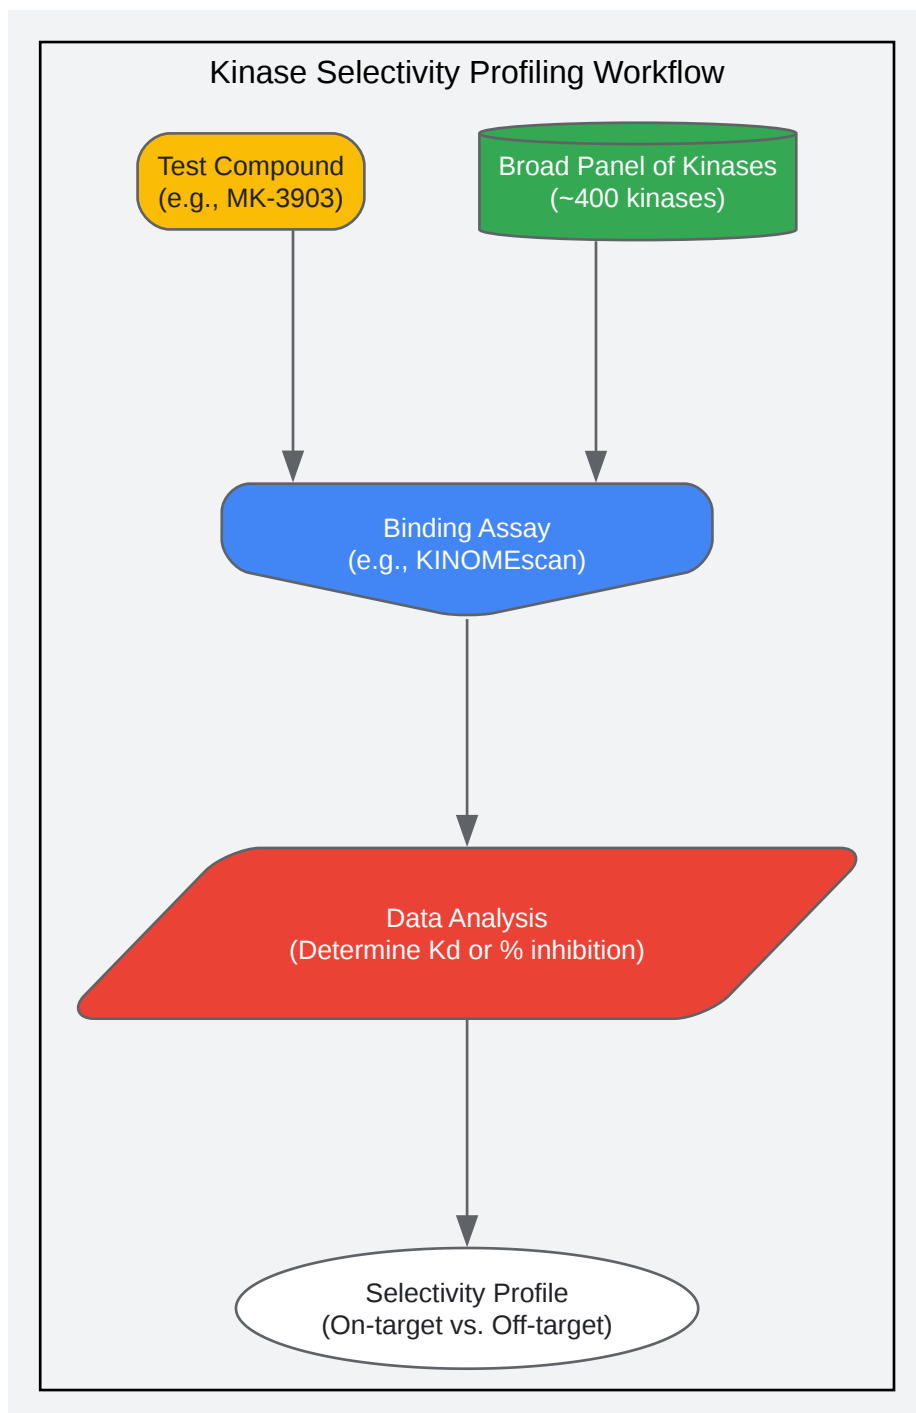 Kinase Selectivity Profiling Workflow
Test Compound
(e.g., MK-3903)
Broad Panel of Kinases
(~400 kinases)
Binding Assay
(e.g., KINOMEscan)
Data Analysis
(Determine Kd or % inhibition)
Selectivity Profile
(On-target vs. Off-target)